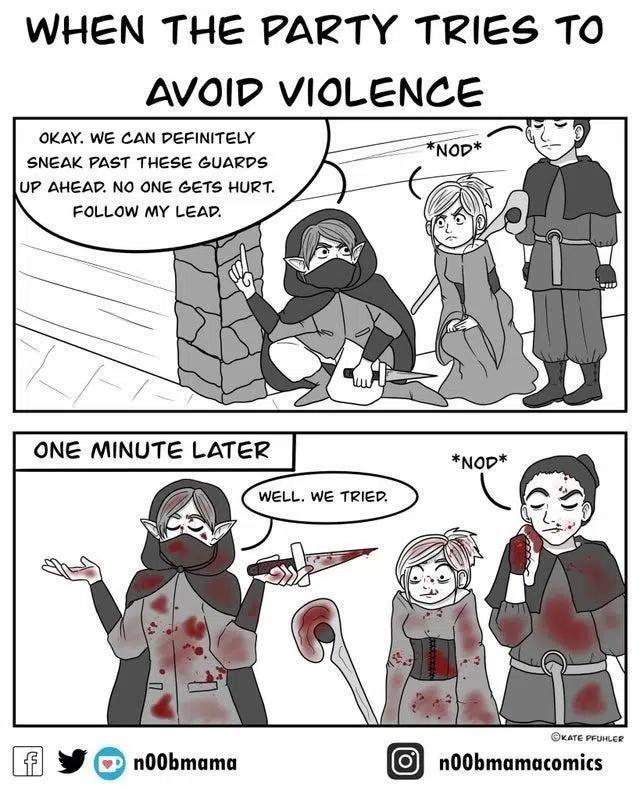 WHEN THE PARTY TRIES TO
AVOID VIOLENCE
OKAY. WE CAN DEFINITELY
SNEAK PAST THESE GUARDS
UP AHEAD. NO ONE GETS HURT.
FOLLOW MY LEAD.
*NOD*
ONE MINUTE LATER
WELL. WE TRIED.
*NOD*
©KATE PFUHLER
f
n00bmama
n00bmamacomics